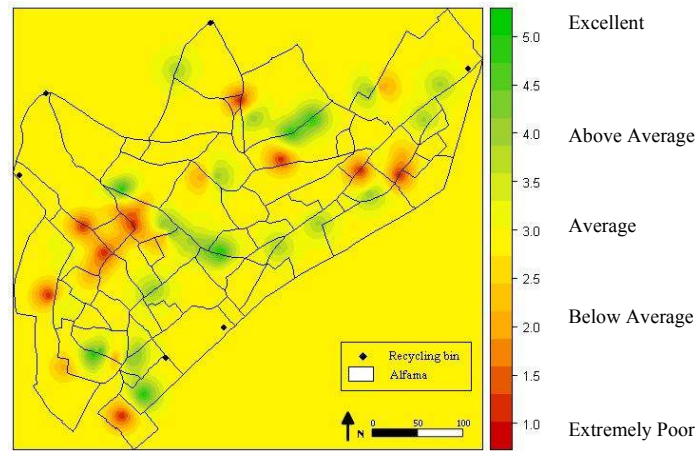 5.0
4.5
4.0
3.5
3.0
2.5
2.0
1.5
1.0
Excellent
Above Average
Average
Below Average
Extremely Poor
Recycling bin
Alfama
N
0 50 100